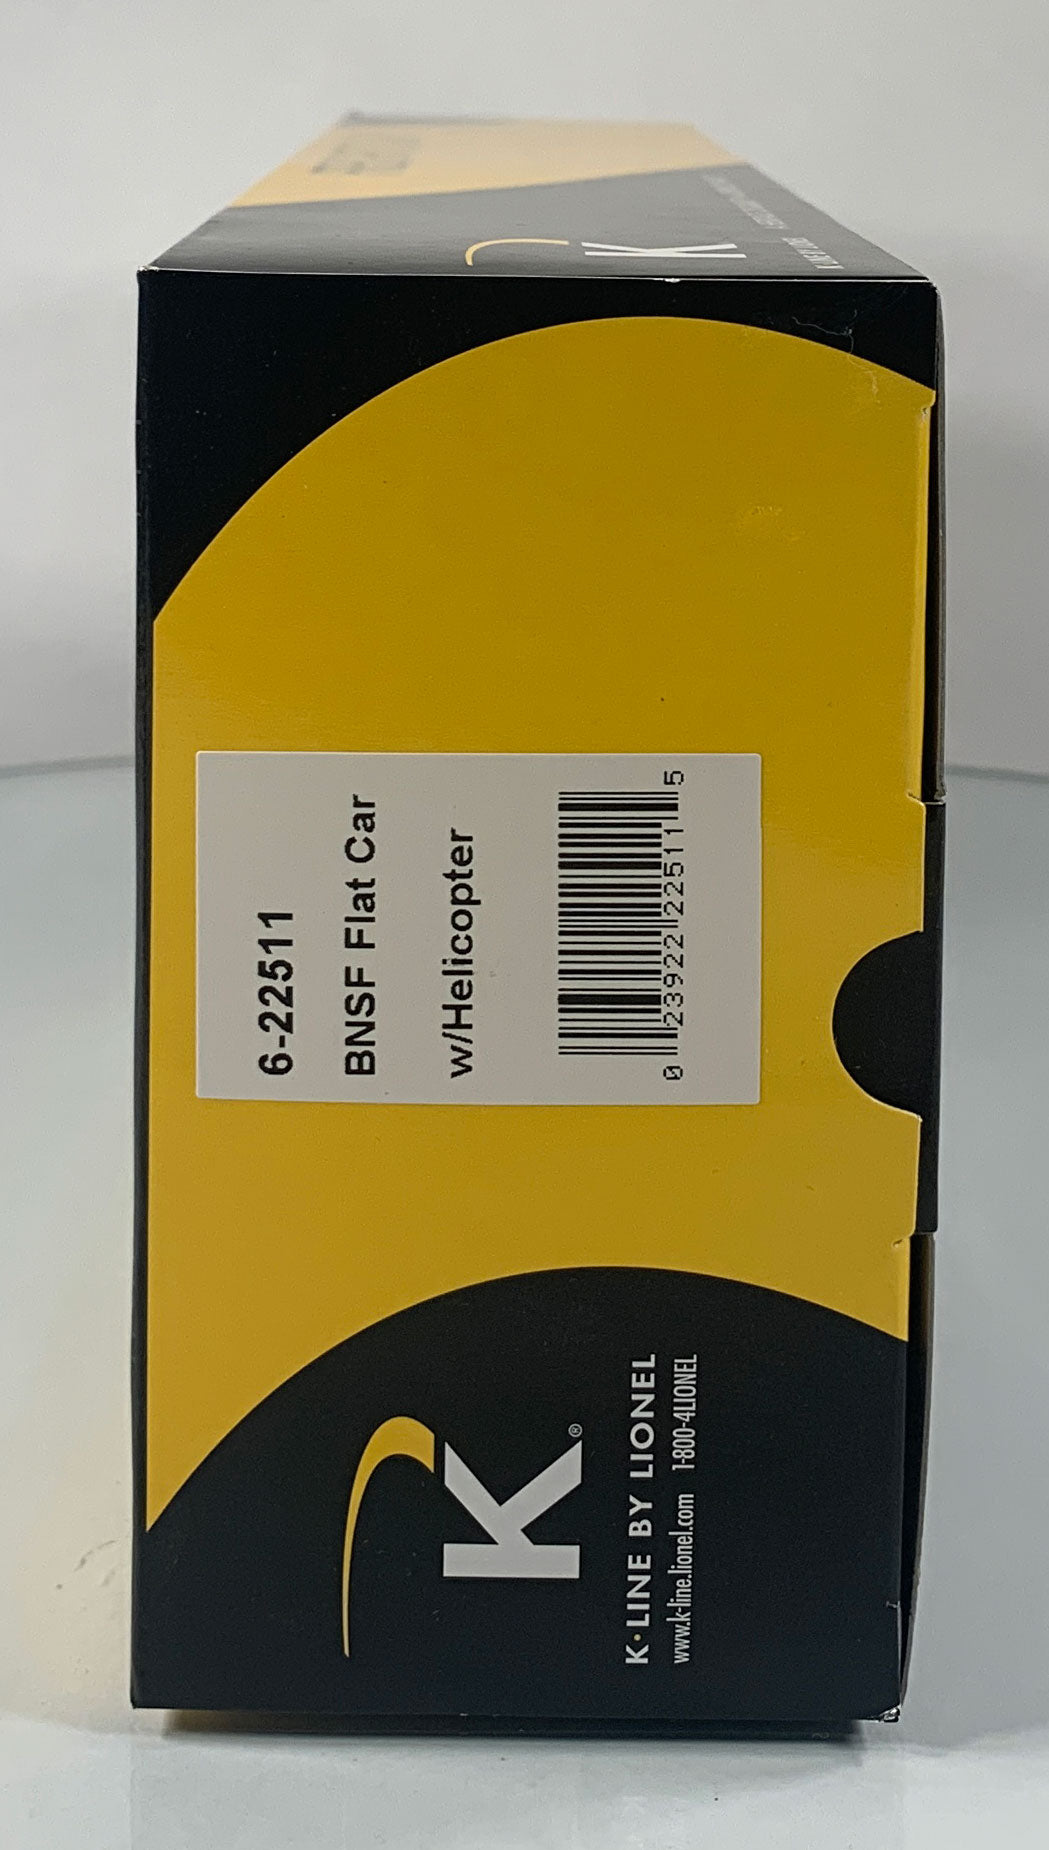 6-22511
BNSF Flat Car
w/Helicopter
0 23922 22511 5
K®
K·LINE BY LIONEL
www.k-line.lionel.com 1-800-4LIONEL
K